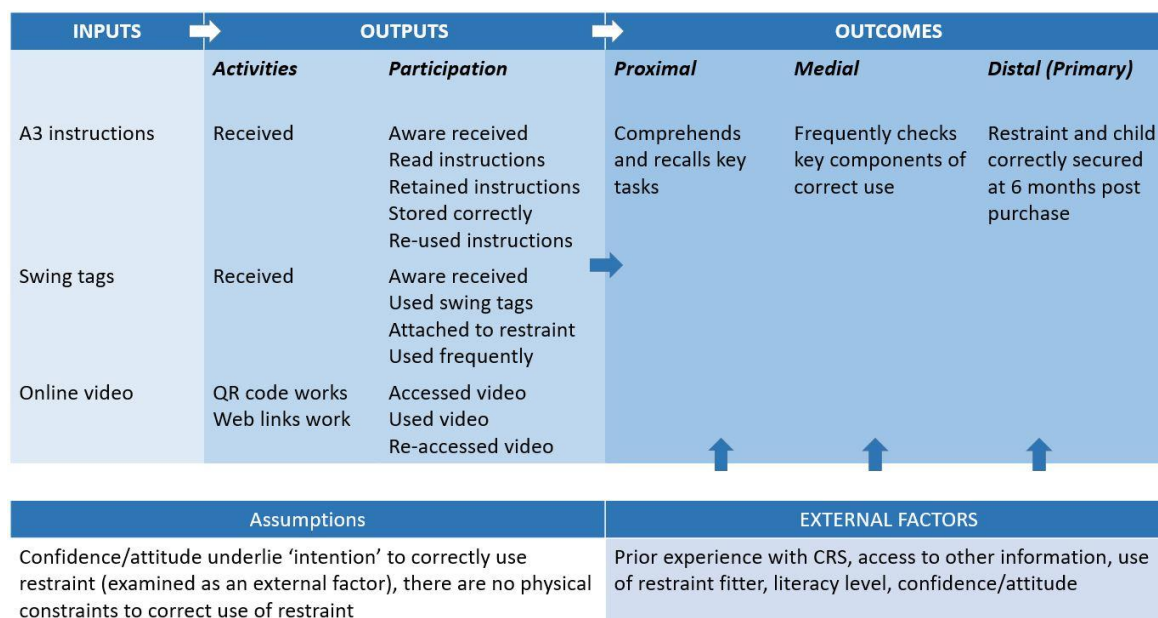 INPUTS
OUTPUTS
OUTCOMES
Activities
Participation
Proximal
Medial
Distal (Primary)
A3 instructions
Received
Aware received
Read instructions
Retained instructions
Stored correctly
Re-used instructions
Comprehends
and recalls key
tasks
Frequently checks
key components of
correct use
Restraint and child
correctly secured
at 6 months post
purchase
Swing tags
Received
Aware received
Used swing tags
Attached to restraint
Used frequently
Online video
QR code works
Web links work
Accessed video
Used video
Re-accessed video
Assumptions
Confidence/attitude underlie ‘intention’ to correctly use
restraint (examined as an external factor), there are no physical
constraints to correct use of restraint
EXTERNAL FACTORS
Prior experience with CRS, access to other information, use
of restraint fitter, literacy level, confidence/attitude